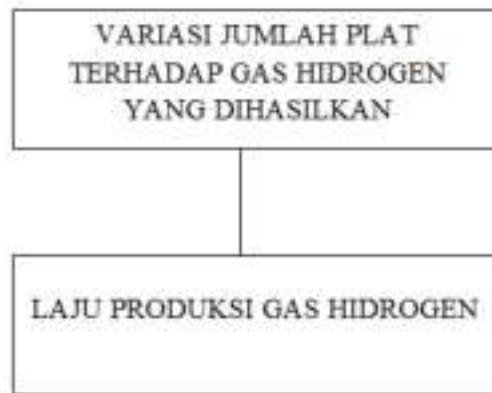 VARIASI JUMLAH PLAT
TERHADAP GAS HIDROGEN
YANG DIHASILKAN
LAJU PRODUKSI GAS HIDROGEN